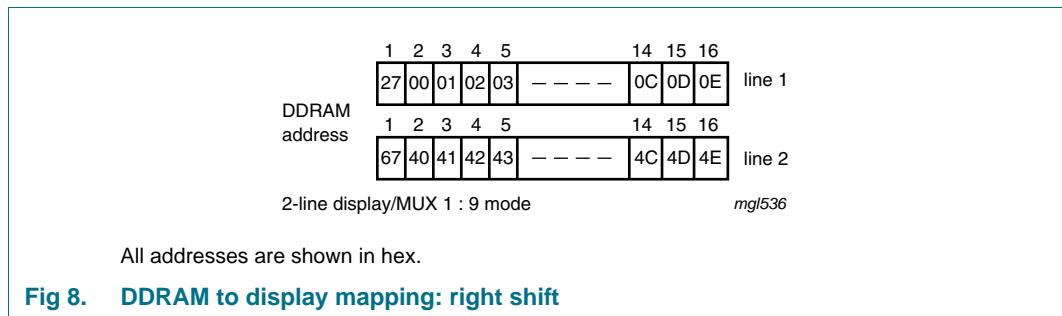 1 2 3 4 5 14 15 16
27 00 01 02 03 – – – – 0C 0D 0E line 1
DDRAM address
1 2 3 4 5 14 15 16
67 40 41 42 43 – – – – 4C 4D 4E line 2
2-line display/MUX 1 : 9 mode mgl536
All addresses are shown in hex.
Fig 8. DDRAM to display mapping: right shift